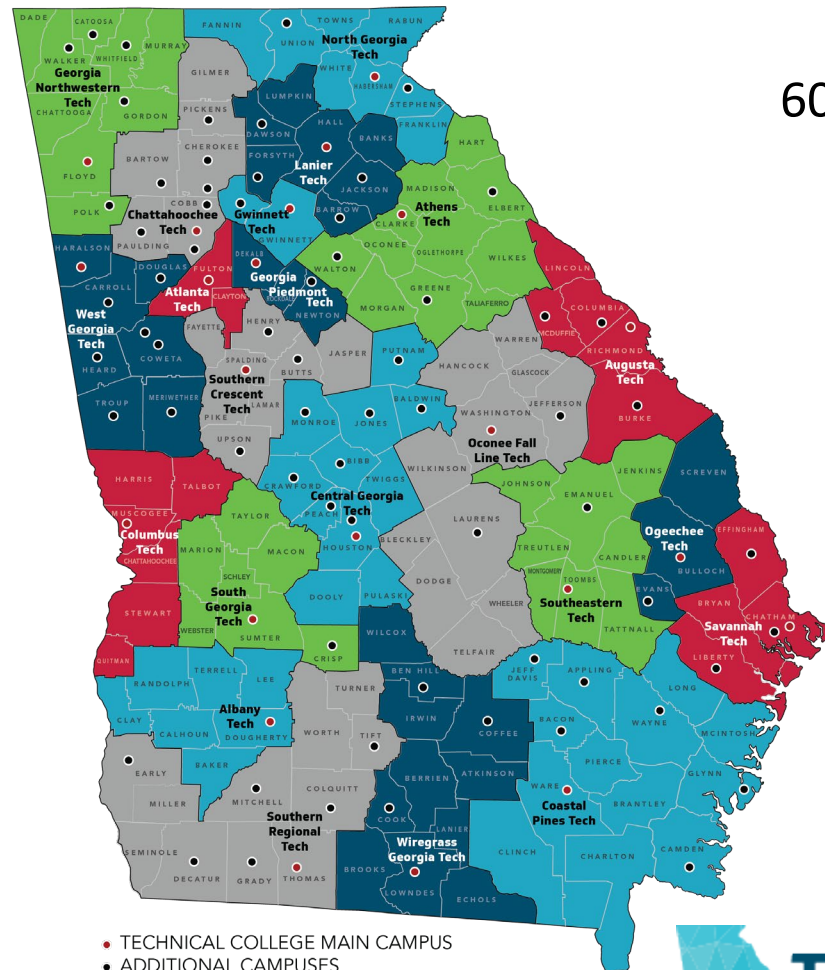 DADE
CATOOSA
FANNIN
TOWNS
RABUN
WALKER
WHITFIELD
MURRAY
UNION
North Georgia
Tech
Georgia
Northwestern
Tech
GILMER
WHITE
HABERSHAM
STEPHENS
60
CHATTOOGA
GORDON
PICKENS
LUMPKIN
DAWSON
HALL
BANKS
FRANKLIN
HART
BARTOW
CHEROKEE
FORSYTH
Lanier
Tech
JACKSON
MADISON
ELBERT
FLOYD
POLK
COBB
Chattahoochee
Tech
PAULDING
Gwinnett
Tech
GWINNETT
BARROW
CLARKE
Athens
Tech
OCONEE
OGLETHORPE
WILKES
HARALSON
DOUGLAS
FULTON
DEKALB
Georgia
Piedmont
Tech
ROCKDALE
NEWTON
WALTON
GREENE
MORGAN
TALIAFERRO
LINCOLN
CARROLL
Atlanta
Tech
CLAYTON
COLUMBIA
MCDUFFIE
RICHMOND
Augusta
Tech
West
Georgia
Tech
HEARD
COWETA
FAYETTE
HENRY
SPALDING
BUTTS
JASPER
PUTNAM
WARREN
HANCOCK
GLASCOCK
Southern
Crescent
Tech
LAMAR
PIKE
UPSON
TROUP
MERIWETHER
MONROE
JONES
BALDWIN
WASHINGTON
JEFFERSON
BURKE
Oconee Fall
Line Tech
HARRIS
TALBOT
CRAWFORD
BIBB
TWIGGS
WILKINSON
JOHNSON
JENKINS
SCREVEN
EMANUEL
MUSCOGEE
Columbus
Tech
CHATTAHOOCHEE
TAYLOR
Central Georgia
Tech
PEACH
HOUSTON
BLECKLEY
LAURENS
TREUTLEN
CANDLER
Ogeechee
Tech
BULLOCH
EFFINGHAM
MARION
MACON
SCHLEY
South
Georgia
Tech
WEBSTER
SUMTER
DOOLY
PULASKI
DODGE
WHEELER
MONTGOMERY
TOOMBS
Southeastern
Tech
TATTNALL
EVANS
BRYAN
CHATHAM
Savannah
Tech
LIBERTY
STEWART
QUITMAN
CRISP
WILCOX
TELFAIR
RANDOLPH
TERRELL
LEE
TURNER
BEN HILL
JEFF
DAVIS
APPLING
LONG
WAYNE
MCINTOSH
CLAY
CALHOUN
Albany
Tech
DOUGHERTY
WORTH
TIFT
IRWIN
COFFEE
BACON
PIERCE
GLYNN
EARLY
BAKER
MILLER
MITCHELL
COLQUITT
BERRIEN
ATKINSON
COOK
LANIER
WARE
Coastal
Pines Tech
BRANTLEY
Southern
Regional
Tech
SEMINOLE
DECATUR
GRADY
THOMAS
BROOKS
Wiregrass
Georgia Tech
LOWNDES
ECHOLS
CLINCH
CHARLTON
CAMDEN
TECHNICAL COLLEGE MAIN CAMPUS
ADDITIONAL CAMPUSES